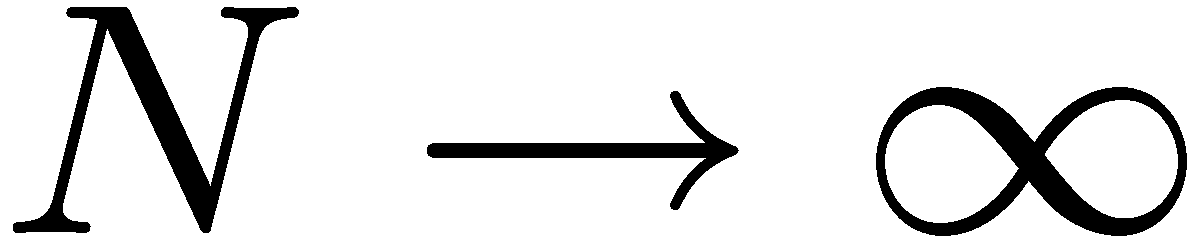 N → ∞